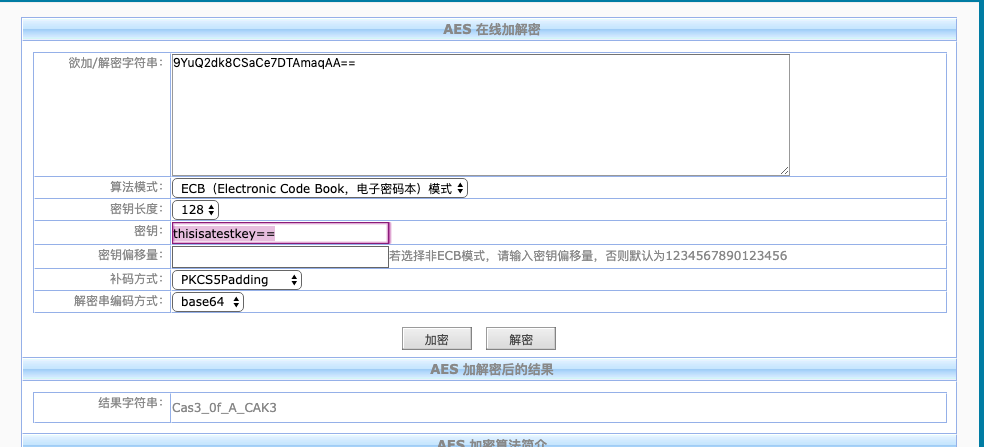 AES 在线加解密
欲加/解密字符串：
9YuQ2dk8CSaCe7DTAmaqAA==
算法模式：
ECB（Electronic Code Book，电子密码本）模式
密钥长度：
128
密钥：
thisisatestkey==
密钥偏移量：
若选择非ECB模式，请输入密钥偏移量，否则默认为1234567890123456
补码方式：
PKCS5Padding
解密串编码方式：
base64
加密
解密
AES 加解密后的结果
结果字符串：
Cas3_0f_A_CAK3
AES 加密算法简介